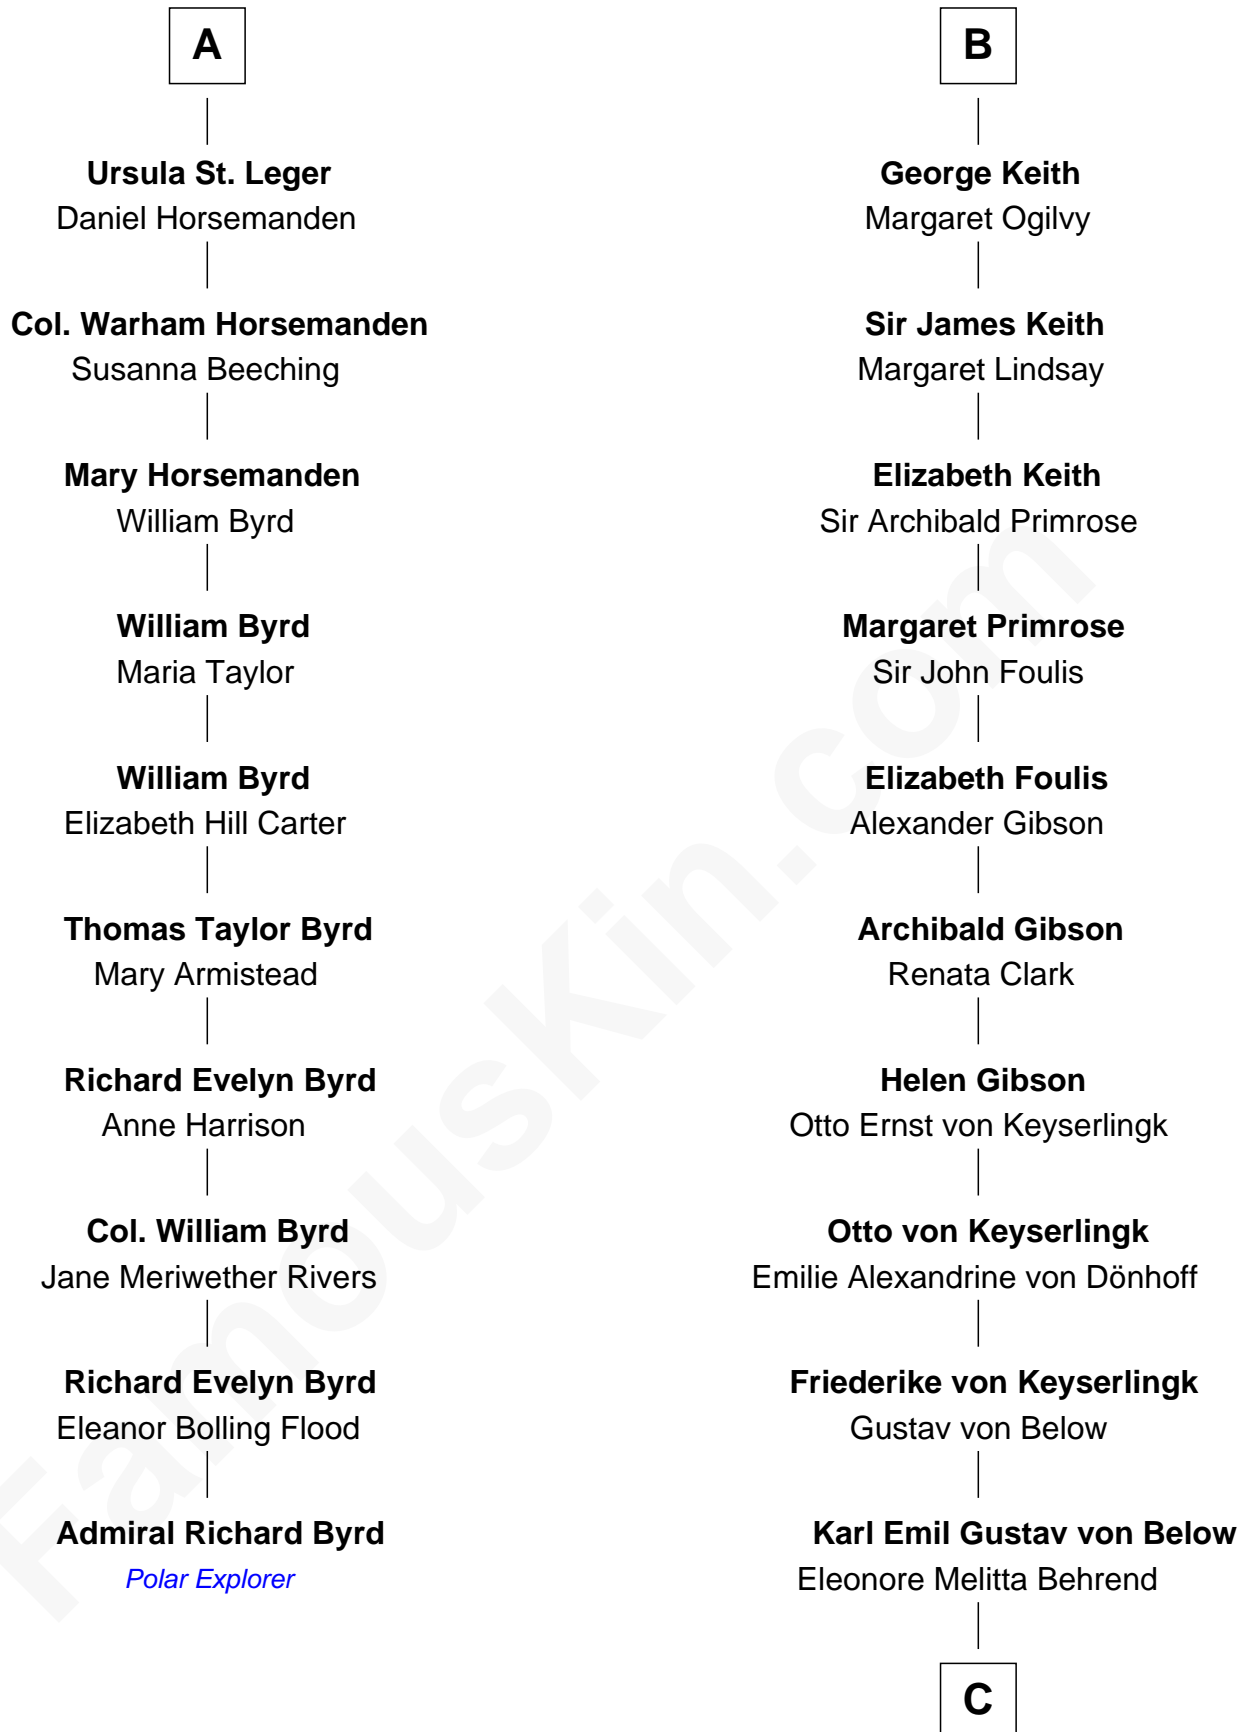 A
Ursula St. Leger
Daniel Horsemanden
Col. Warham Horsemanden
Susanna Beeching
Mary Horsemanden
William Byrd
William Byrd
Maria Taylor
William Byrd
Elizabeth Hill Carter
Thomas Taylor Byrd
Mary Armistead
Richard Evelyn Byrd
Anne Harrison
Col. William Byrd
Jane Meriwether Rivers
Richard Evelyn Byrd
Eleanor Bolling Flood
Admiral Richard Byrd
Polar Explorer
B
George Keith
Margaret Ogilvy
Sir James Keith
Margaret Lindsay
Elizabeth Keith
Sir Archibald Primrose
Margaret Primrose
Sir John Foulis
Elizabeth Foulis
Alexander Gibson
Archibald Gibson
Renata Clark
Helen Gibson
Otto Ernst von Keyserlingk
Otto von Keyserlingk
Emilie Alexandrine von Dönhoff
Friederike von Keyserlingk
Gustav von Below
Karl Emil Gustav von Below
Eleonore Melitta Behrend
C
FamousKin.com